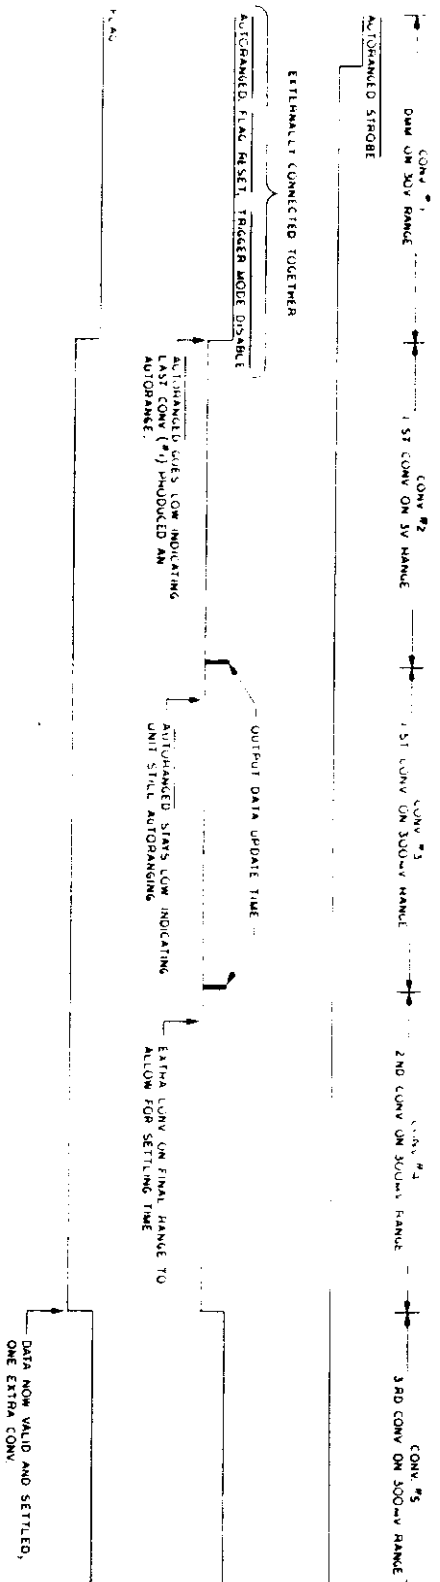 CONV #1
DMM ON 30V RANGE
CONV #2
1 ST CONV ON 3V RANGE
CONV #3
1 ST CONV ON 300mV RANGE
CONV #4
2 ND CONV ON 300mV RANGE
CONV. #5
3 RD CONV ON 300mV RANGE
AUTORANGED STROBE
EXTERNALLY CONNECTED TOGETHER
AUTORANGED, FLAG RESET, TRIGGER MODE DISABLE
OUTPUT DATA UPDATE TIME
AUTORANGED GOES LOW INDICATING
LAST CONV (#1) PRODUCED AN
AUTORANGE.
AUTORANGED STAYS LOW INDICATING
UNIT STILL AUTORANGING
EXTRA CONV ON FINAL RANGE TO
ALLOW FOR SETTLING TIME
FLAG
DATA NOW VALID AND SETTLED,
ONE EXTRA CONV.